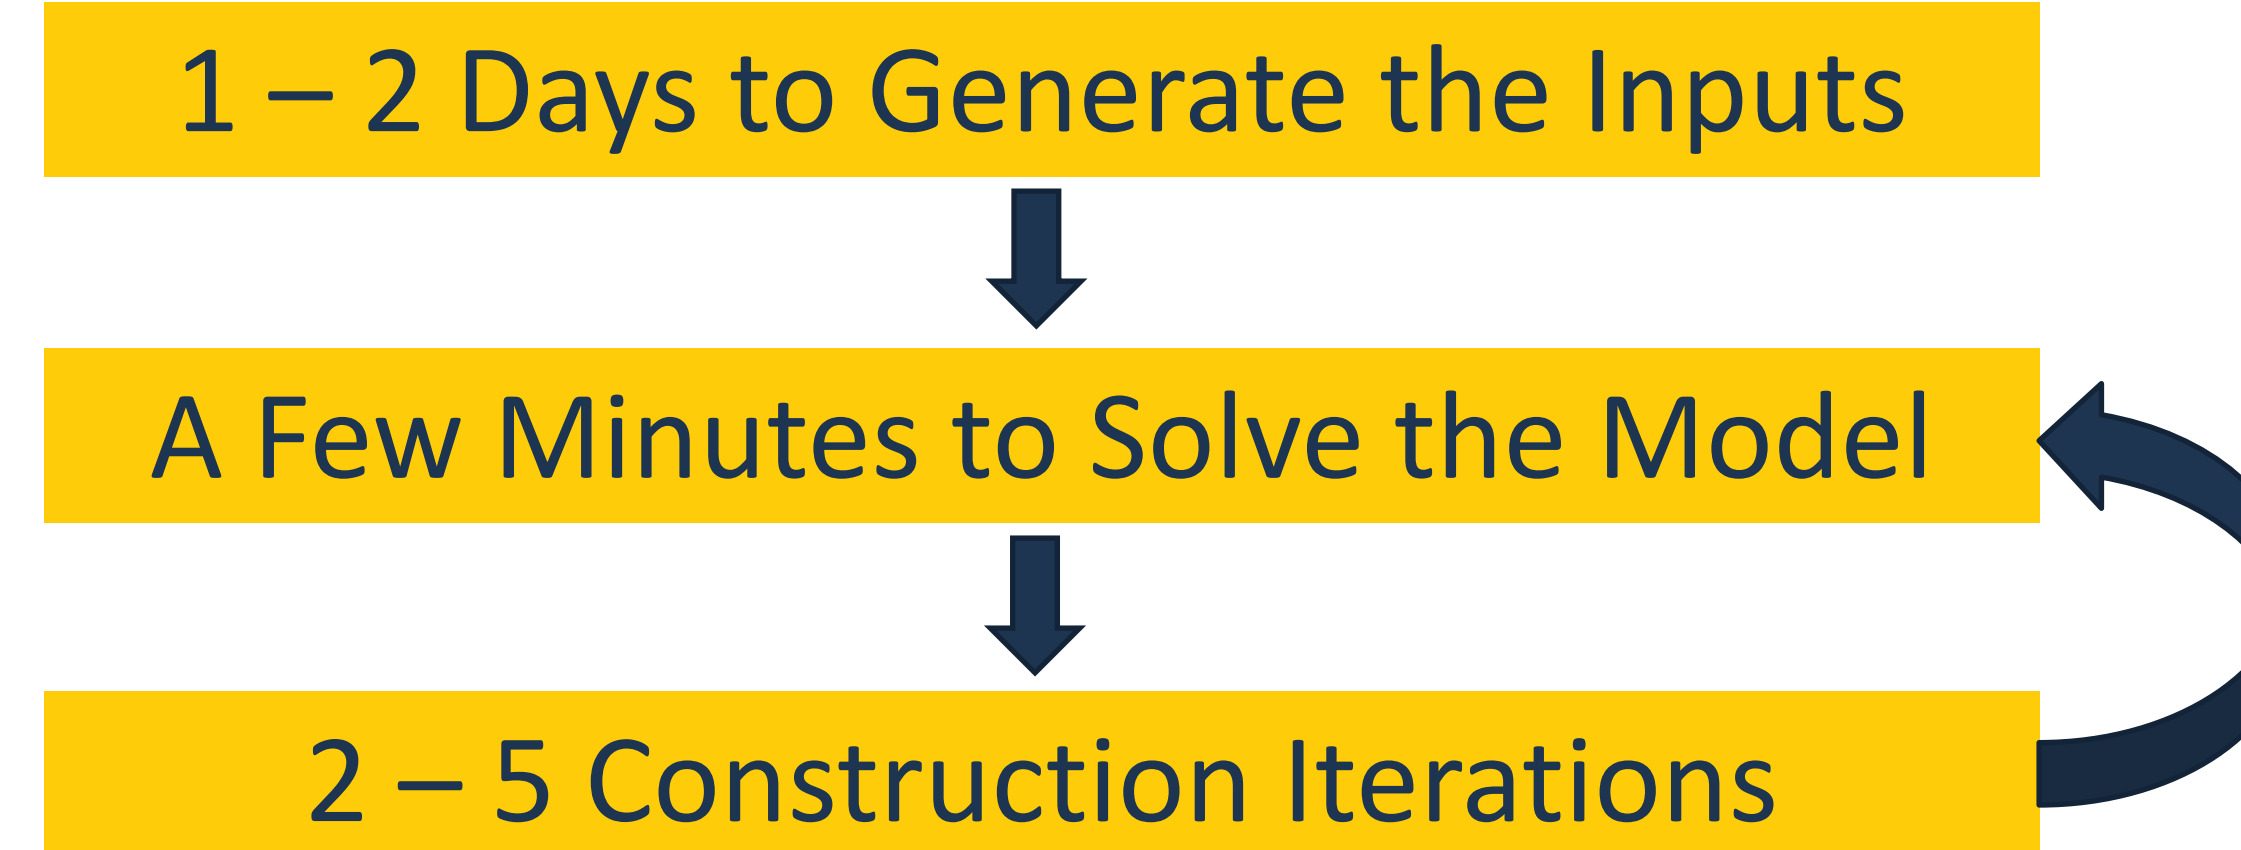 1 – 2 Days to Generate the Inputs
A Few Minutes to Solve the Model
2 – 5 Construction Iterations